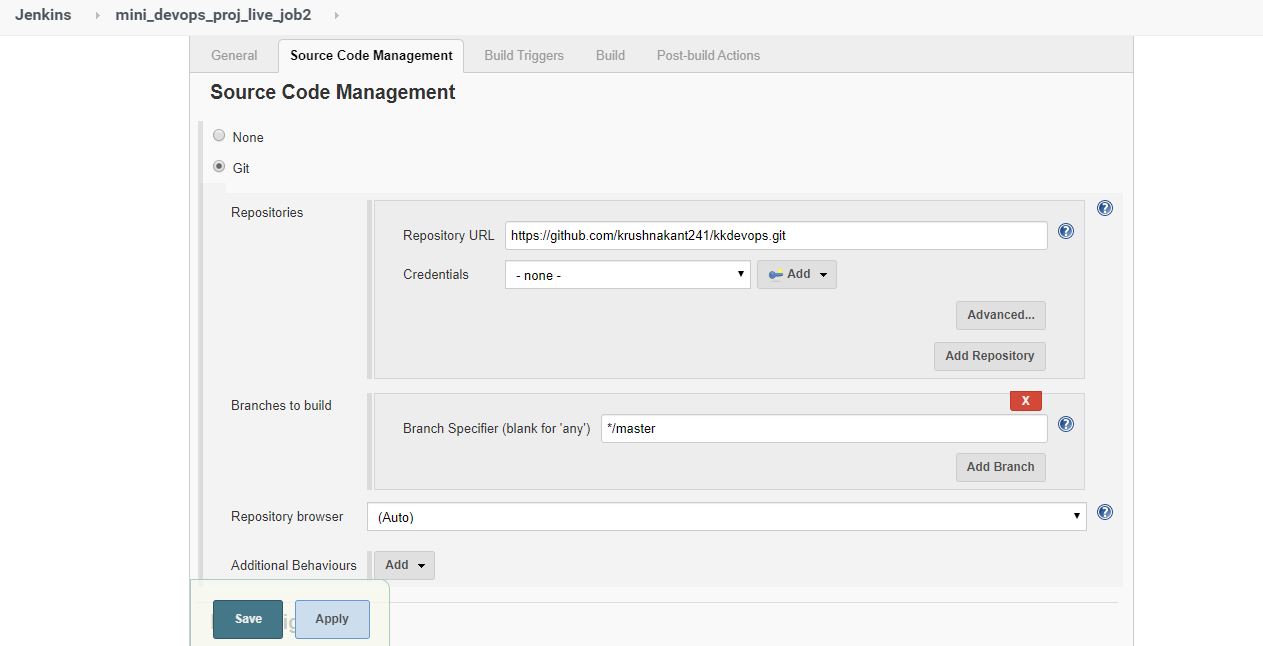 Jenkins mini_devops_proj_live_job2
General Source Code Management Build Triggers Build Post-build Actions
Source Code Management
None
Git
Repositories
Repository URL https://github.com/krushnakant241/kkdevops.git
Credentials - none - Add
Advanced...
Add Repository
Branches to build
X
Branch Specifier (blank for 'any') */master
Add Branch
Repository browser (Auto)
Additional Behaviours Add
Save Apply